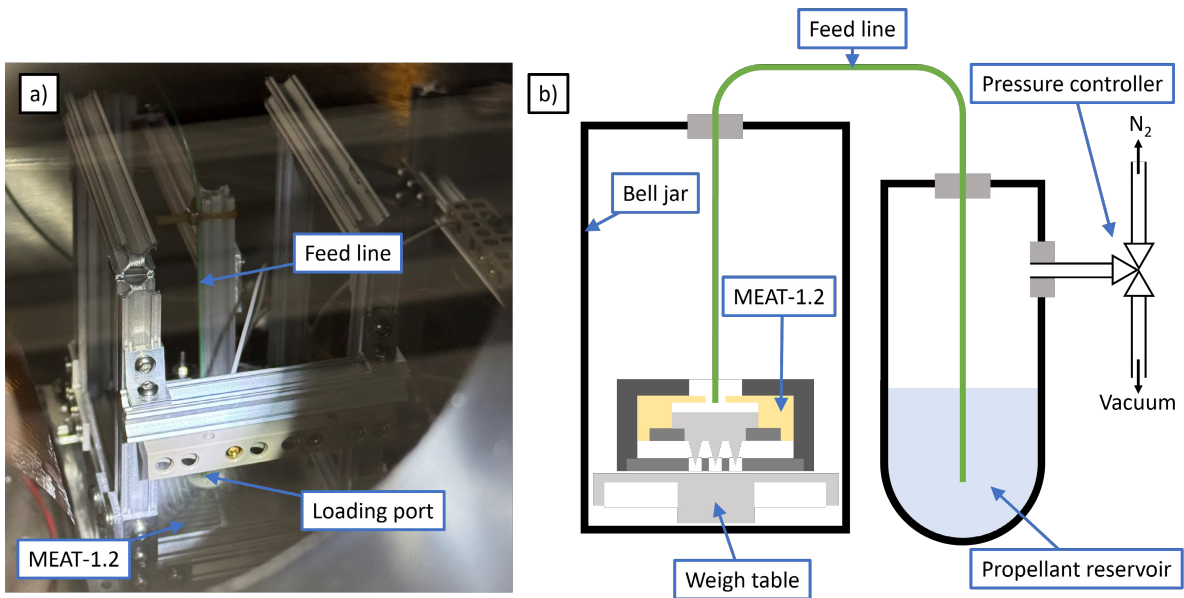 a)
Feed line
Loading port
MEAT-1.2
b)
Feed line
Pressure controller
N₂
Bell jar
MEAT-1.2
Vacuum
Weigh table
Propellant reservoir